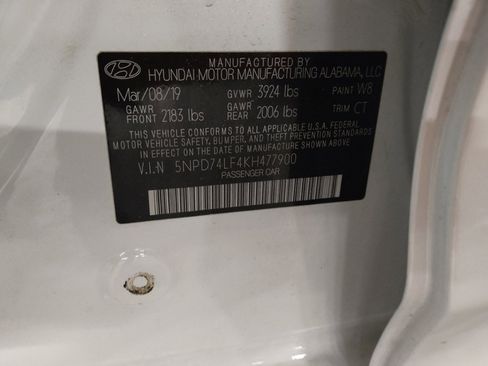 MANUFACTURED BY
HYUNDAI MOTOR MANUFACTURING ALABAMA, LLC
Mar/08/19 GVWR 3924 lbs PAINT W8
GAWR FRONT 2183 lbs GAWR REAR 2006 lbs TRIM CT
THIS VEHICLE CONFORMS TO ALL APPLICABLE U.S.A. FEDERAL
MOTOR VEHICLE SAFETY, BUMPER, AND THEFT PREVENTION STANDARDS
IN EFFECT ON THE DATE OF MANUFACTURE SHOWN ABOVE
V.I.N 5NPD74LF4KH477900
PASSENGER CAR